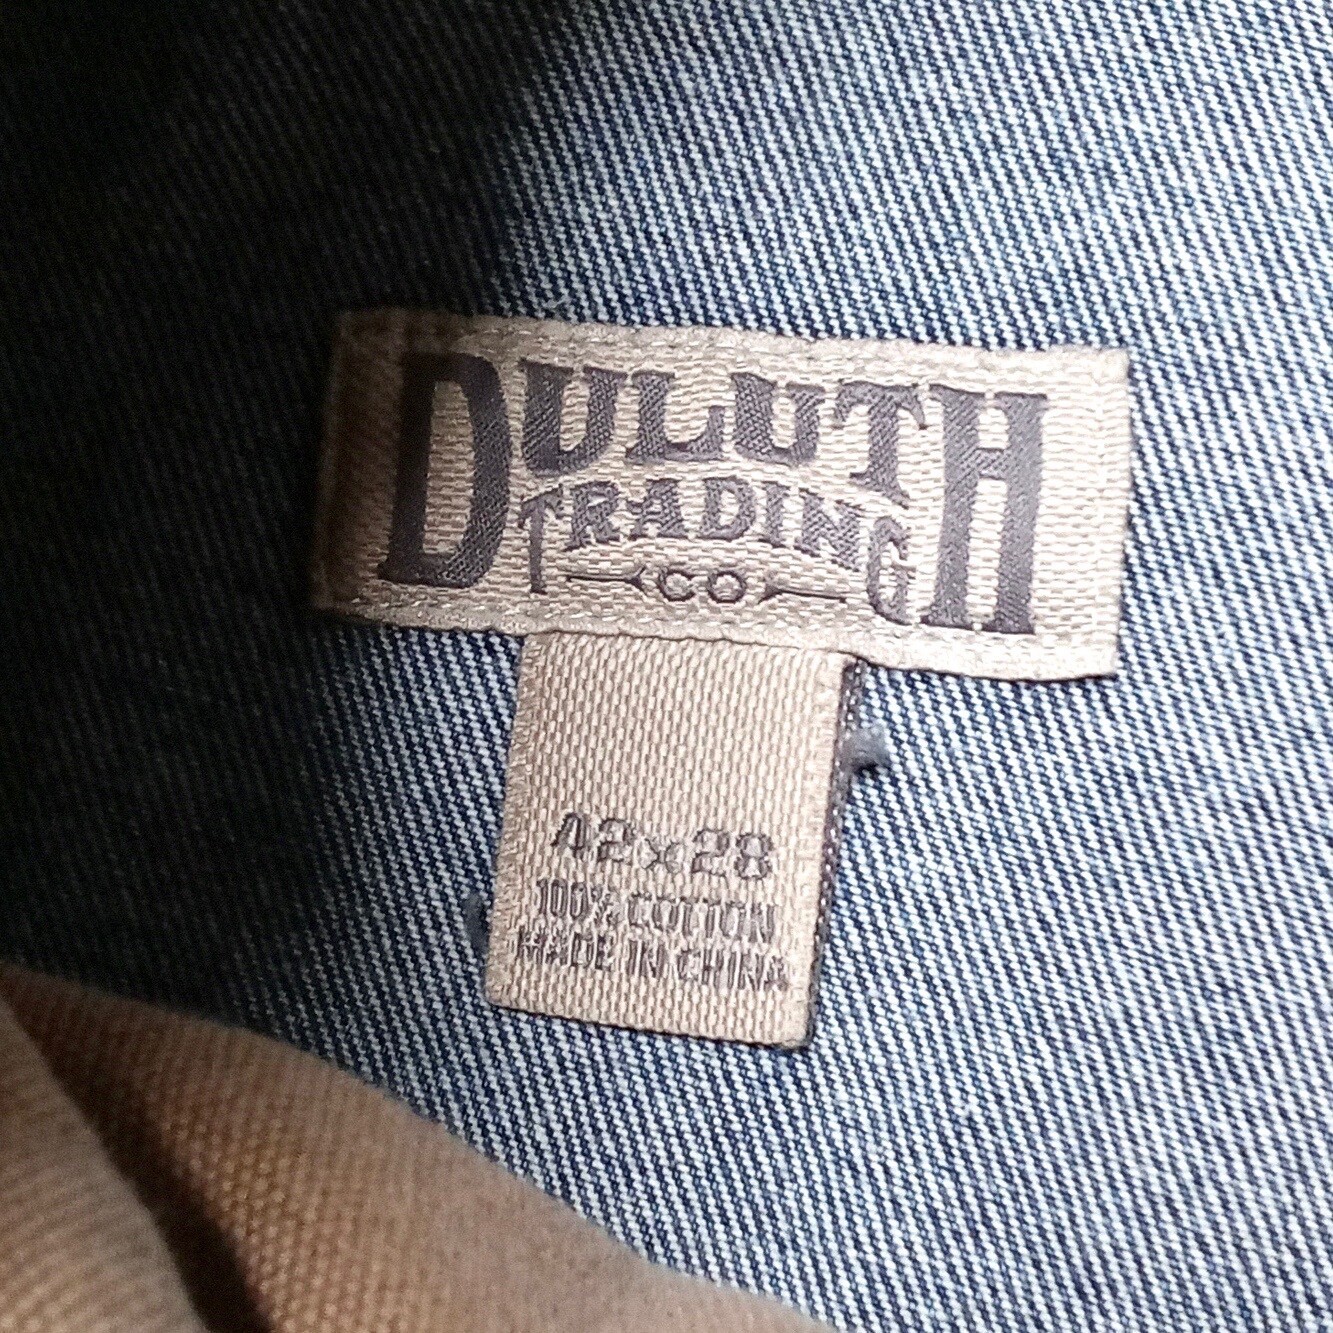 DULUTH
TRADING
CO
42x28
100% COTTON
MADE IN CHINA